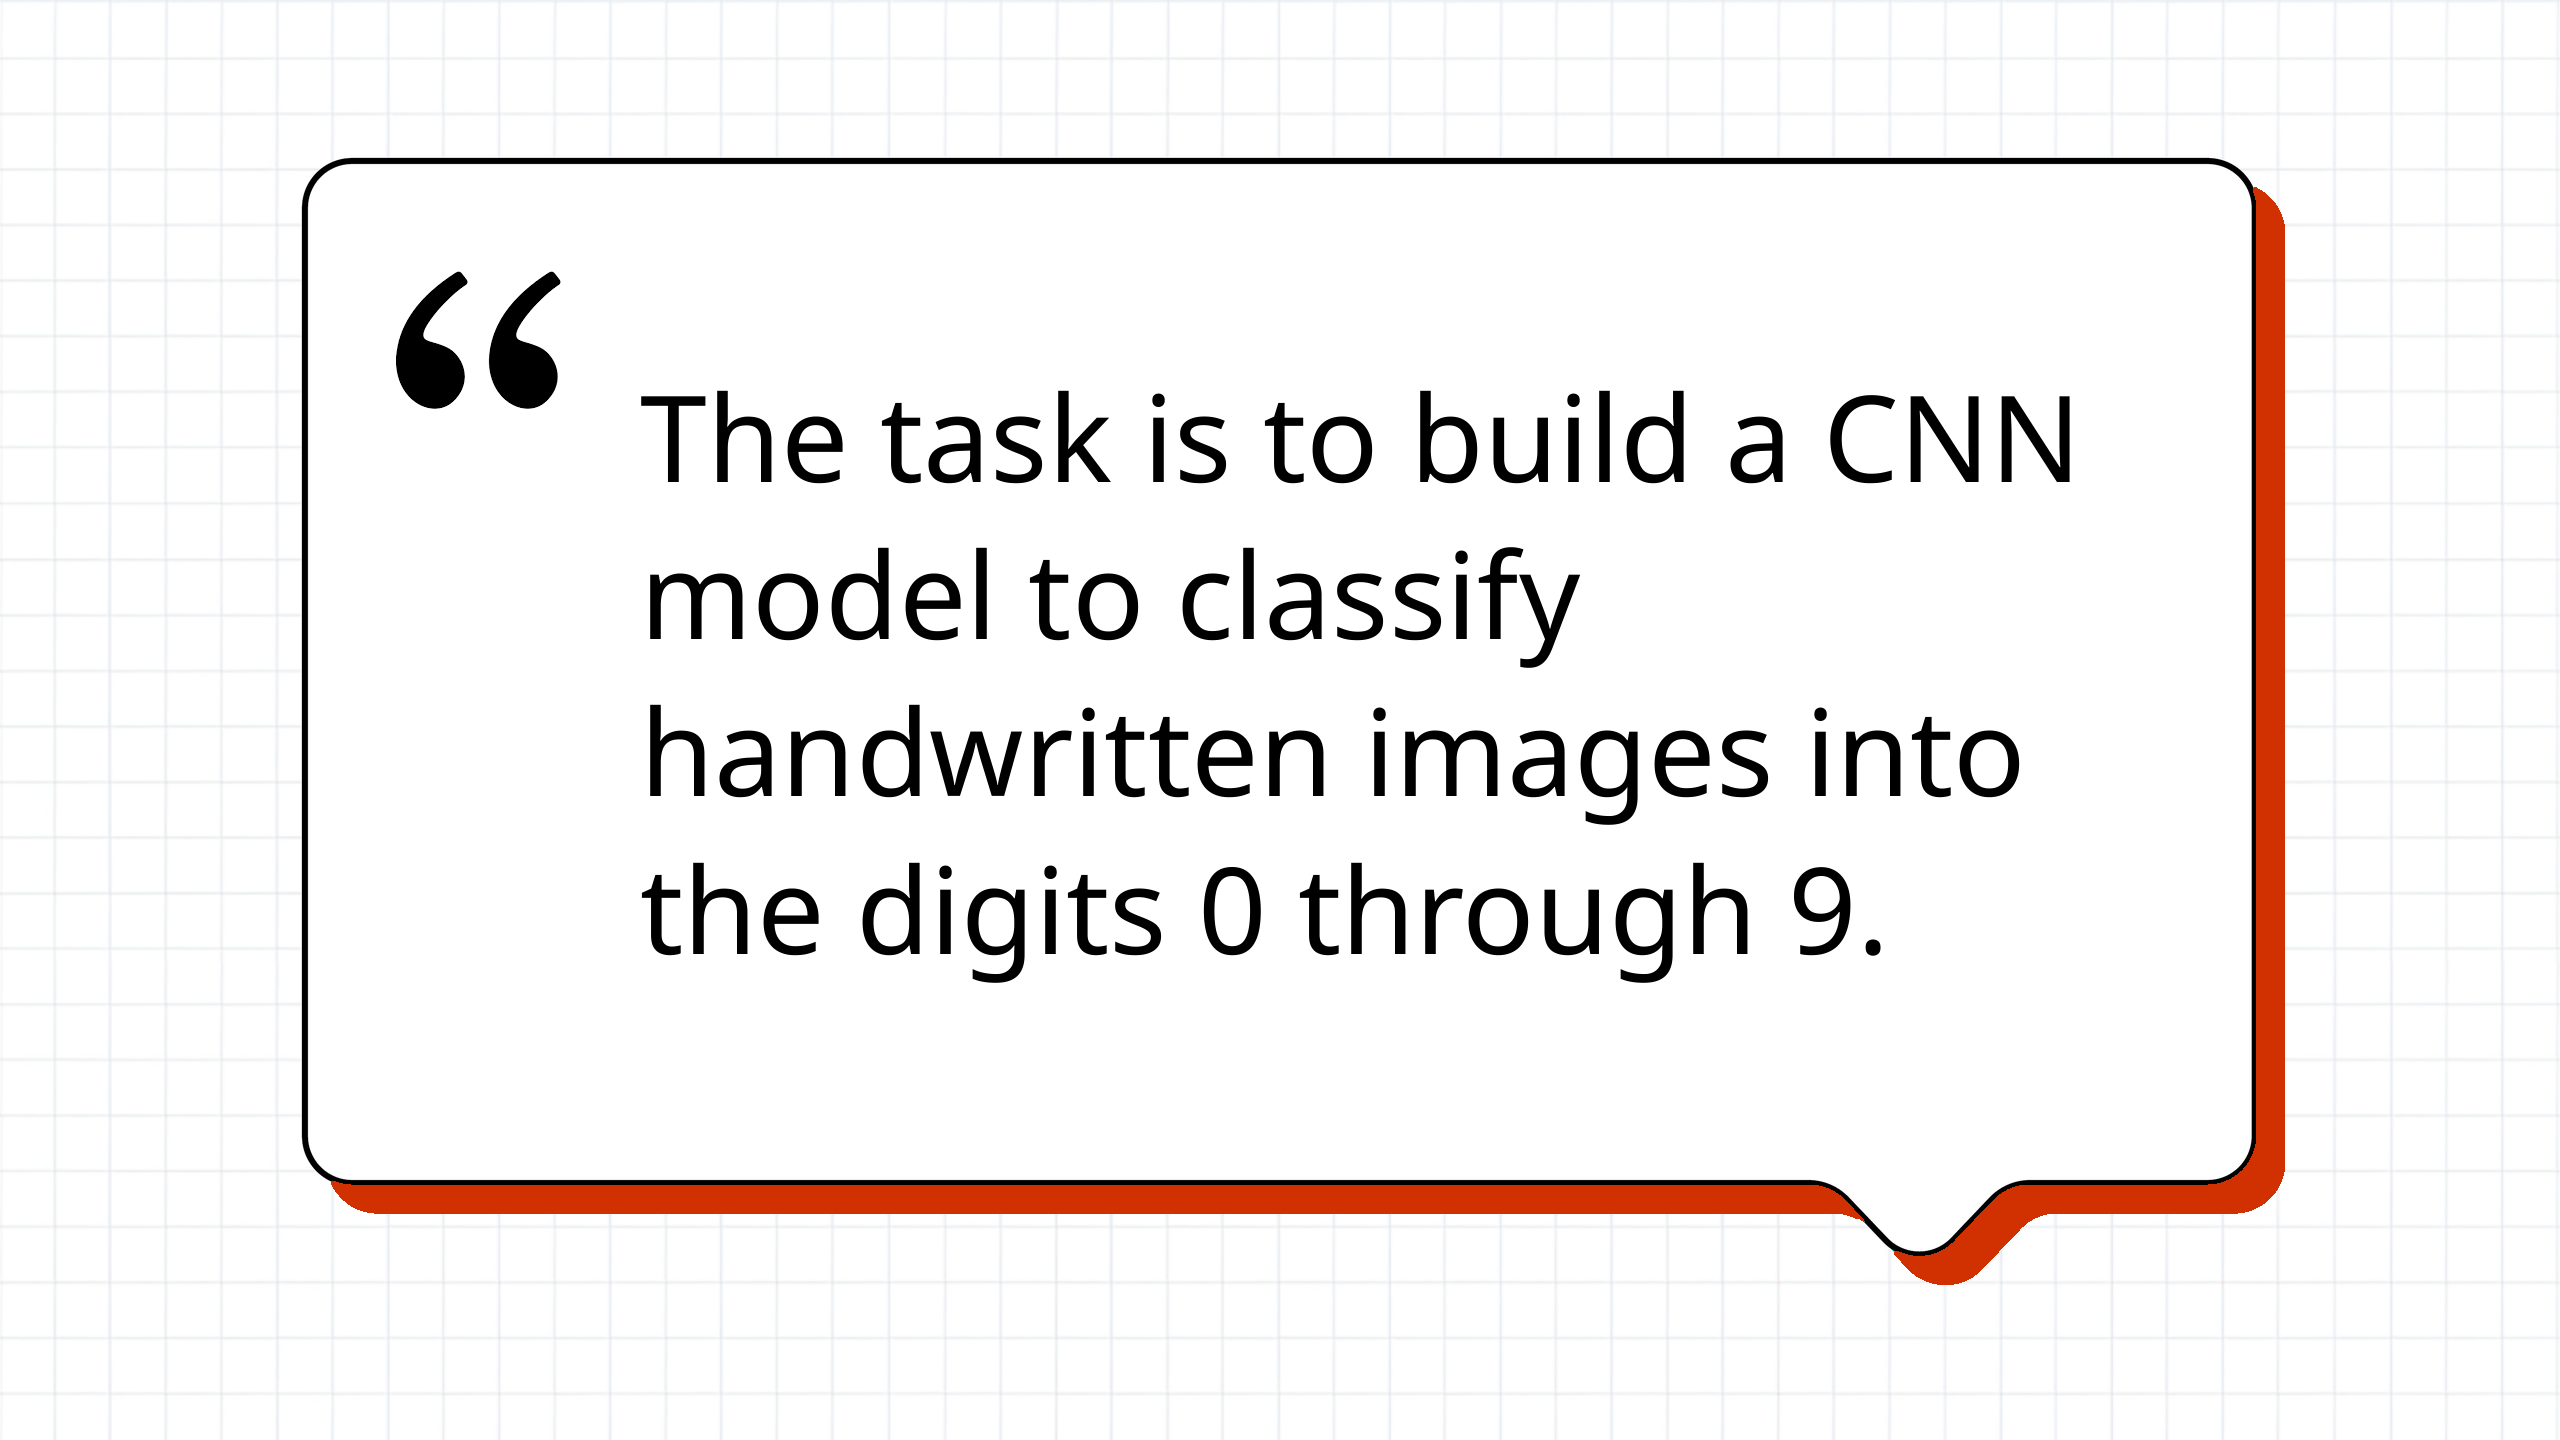 “
The task is to build a CNN
model to classify
handwritten images into
the digits 0 through 9.